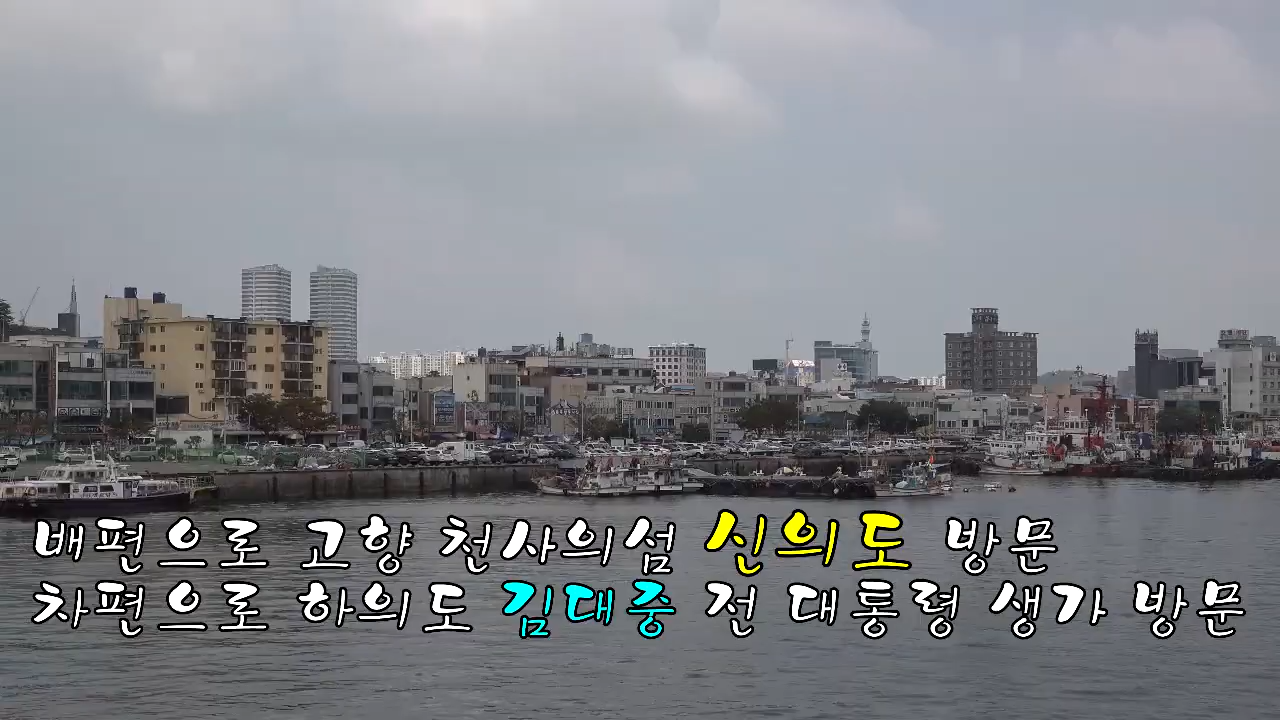 배편으로 고향 천사의섬 신의도 방문
차편으로 하의도 김대중 전 대통령 생가 방문